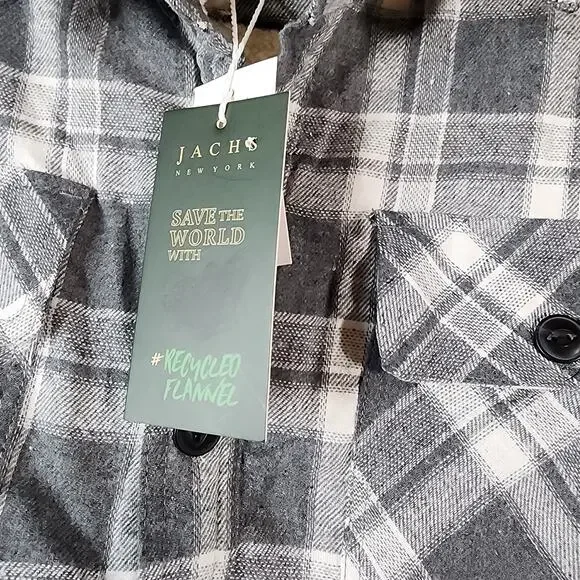 JACHS
NEW YORK
SAVE THE
WORLD
WITH
#RECYCLED
FLANNEL